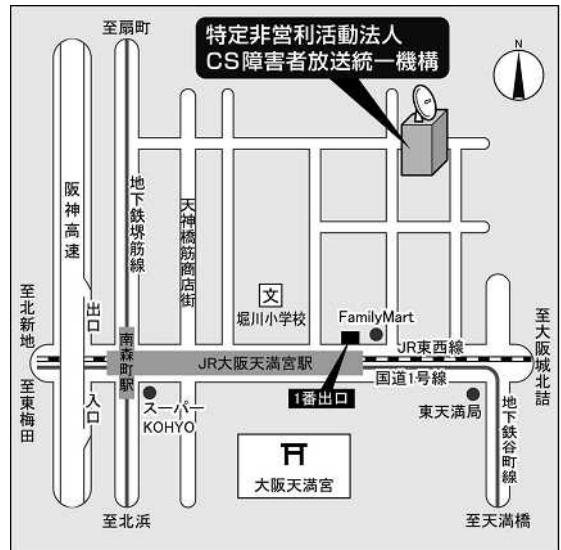 至扇町
特定非営利活動法人
CS障害者放送統一機構
N
阪神高速
地下鉄堺筋線
天神橋筋商店街
文
堀川小学校
FamilyMart
至北新地
出口
南森町駅
JR大阪天満宮駅
JR東西線
至大阪城北詰
至東梅田
入口
国道1号線
1番出口
スーパー
KOHYO
東天満局
地下鉄谷町線
大阪天満宮
至北浜
至天満橋